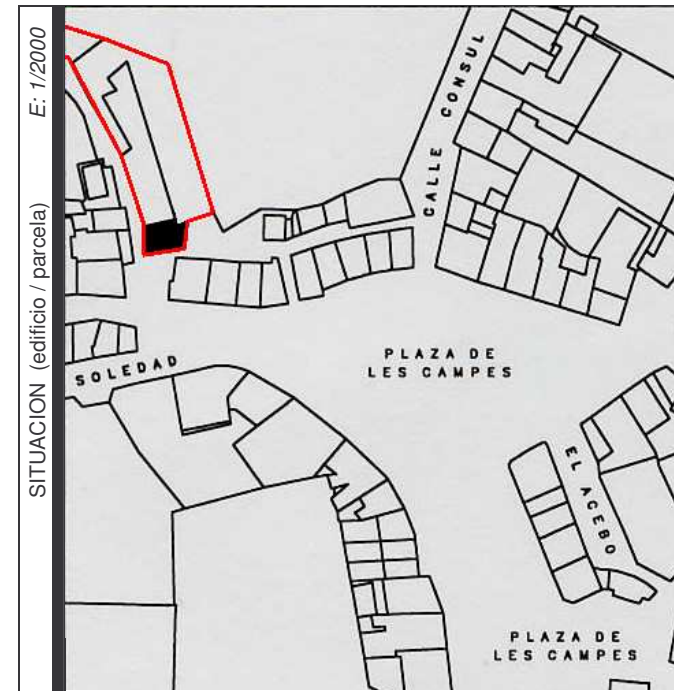 SITUACION (edificio / parcela) E: 1/2000
CALLE CONSUL
PLAZA DE
LES CAMPES
SOLEDAD
EL ACEBO
PLAZA DE
LES CAMPES